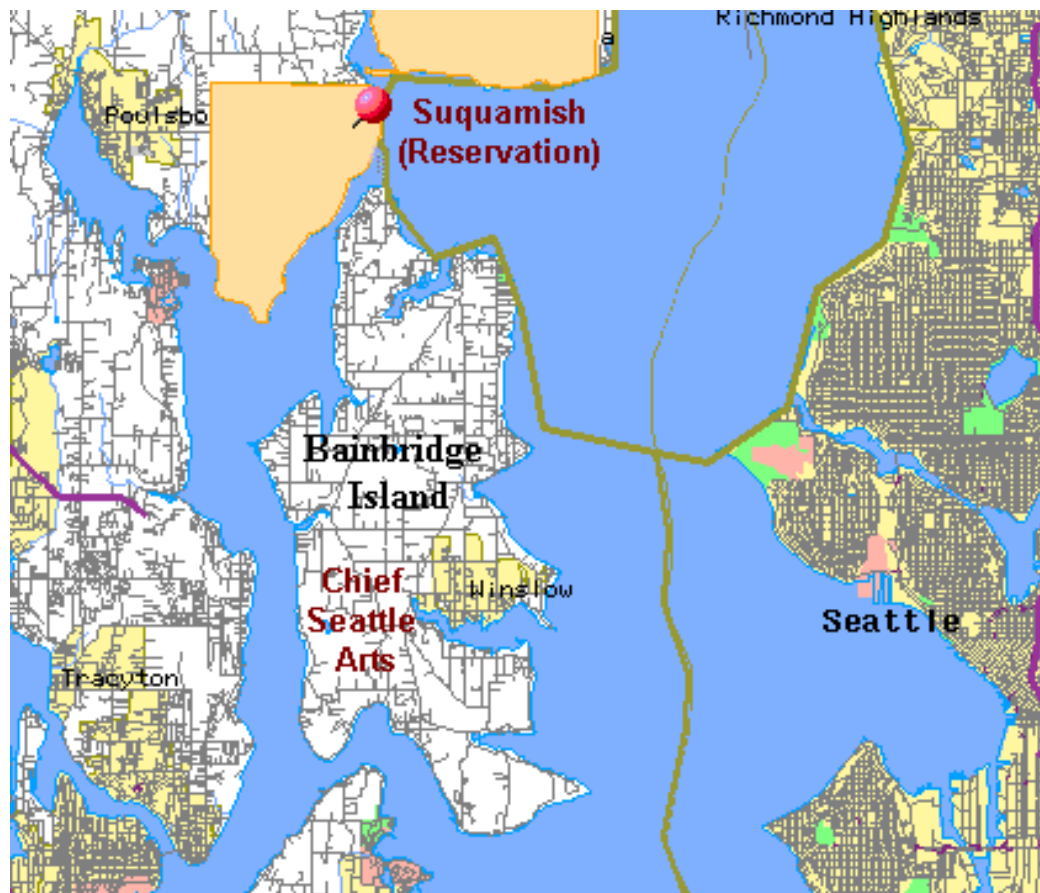 Richmond Highlands
a
Poulsbo
Suquamish
(Reservation)
Bainbridge
Island
Chief
Seattle
Arts
Winslow
Seattle
Tracyton